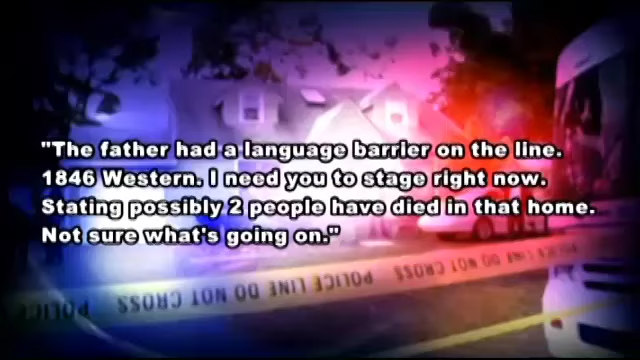 "The father had a language barrier on the line.
1846 Western. I need you to stage right now.
Stating possibly 2 people have died in that home.
Not sure what's going on."
POLICE LINE DO NOT CROSS
POLICE LINE DO NOT CROSS